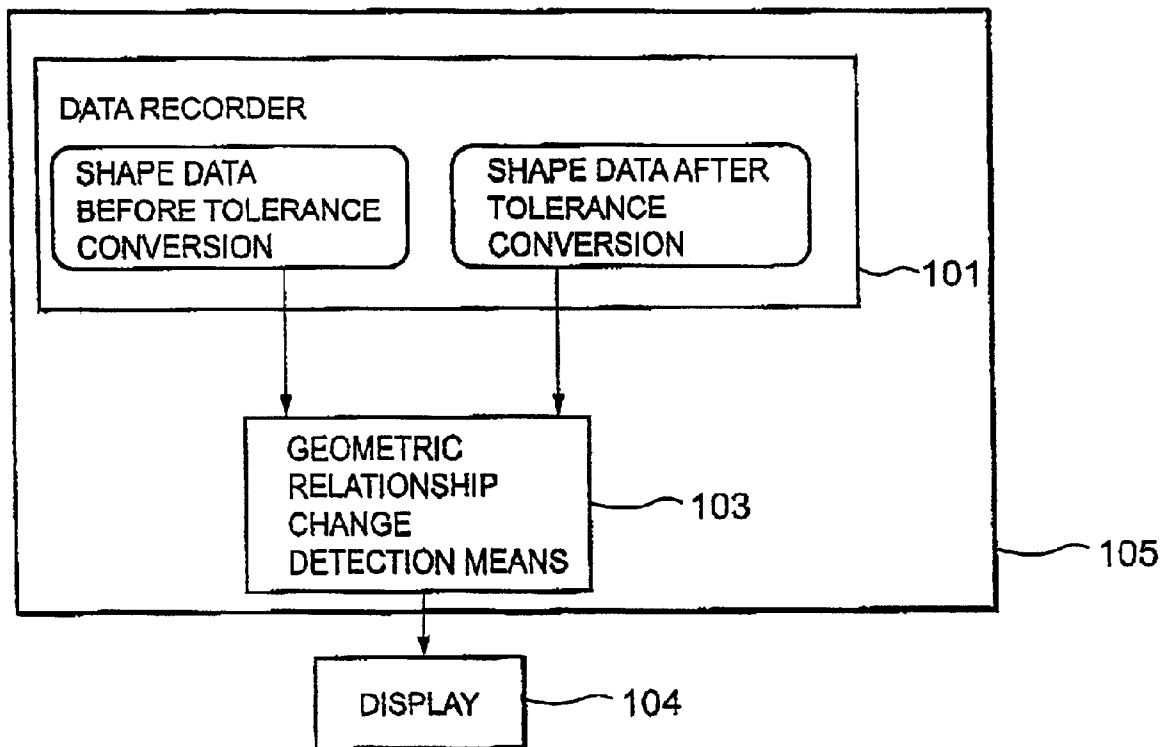 DATA RECORDER
SHAPE DATA
BEFORE TOLERANCE
CONVERSION
SHAPE DATA AFTER
TOLERANCE
CONVERSION
101
GEOMETRIC
RELATIONSHIP
CHANGE
DETECTION MEANS
103
105
DISPLAY
104